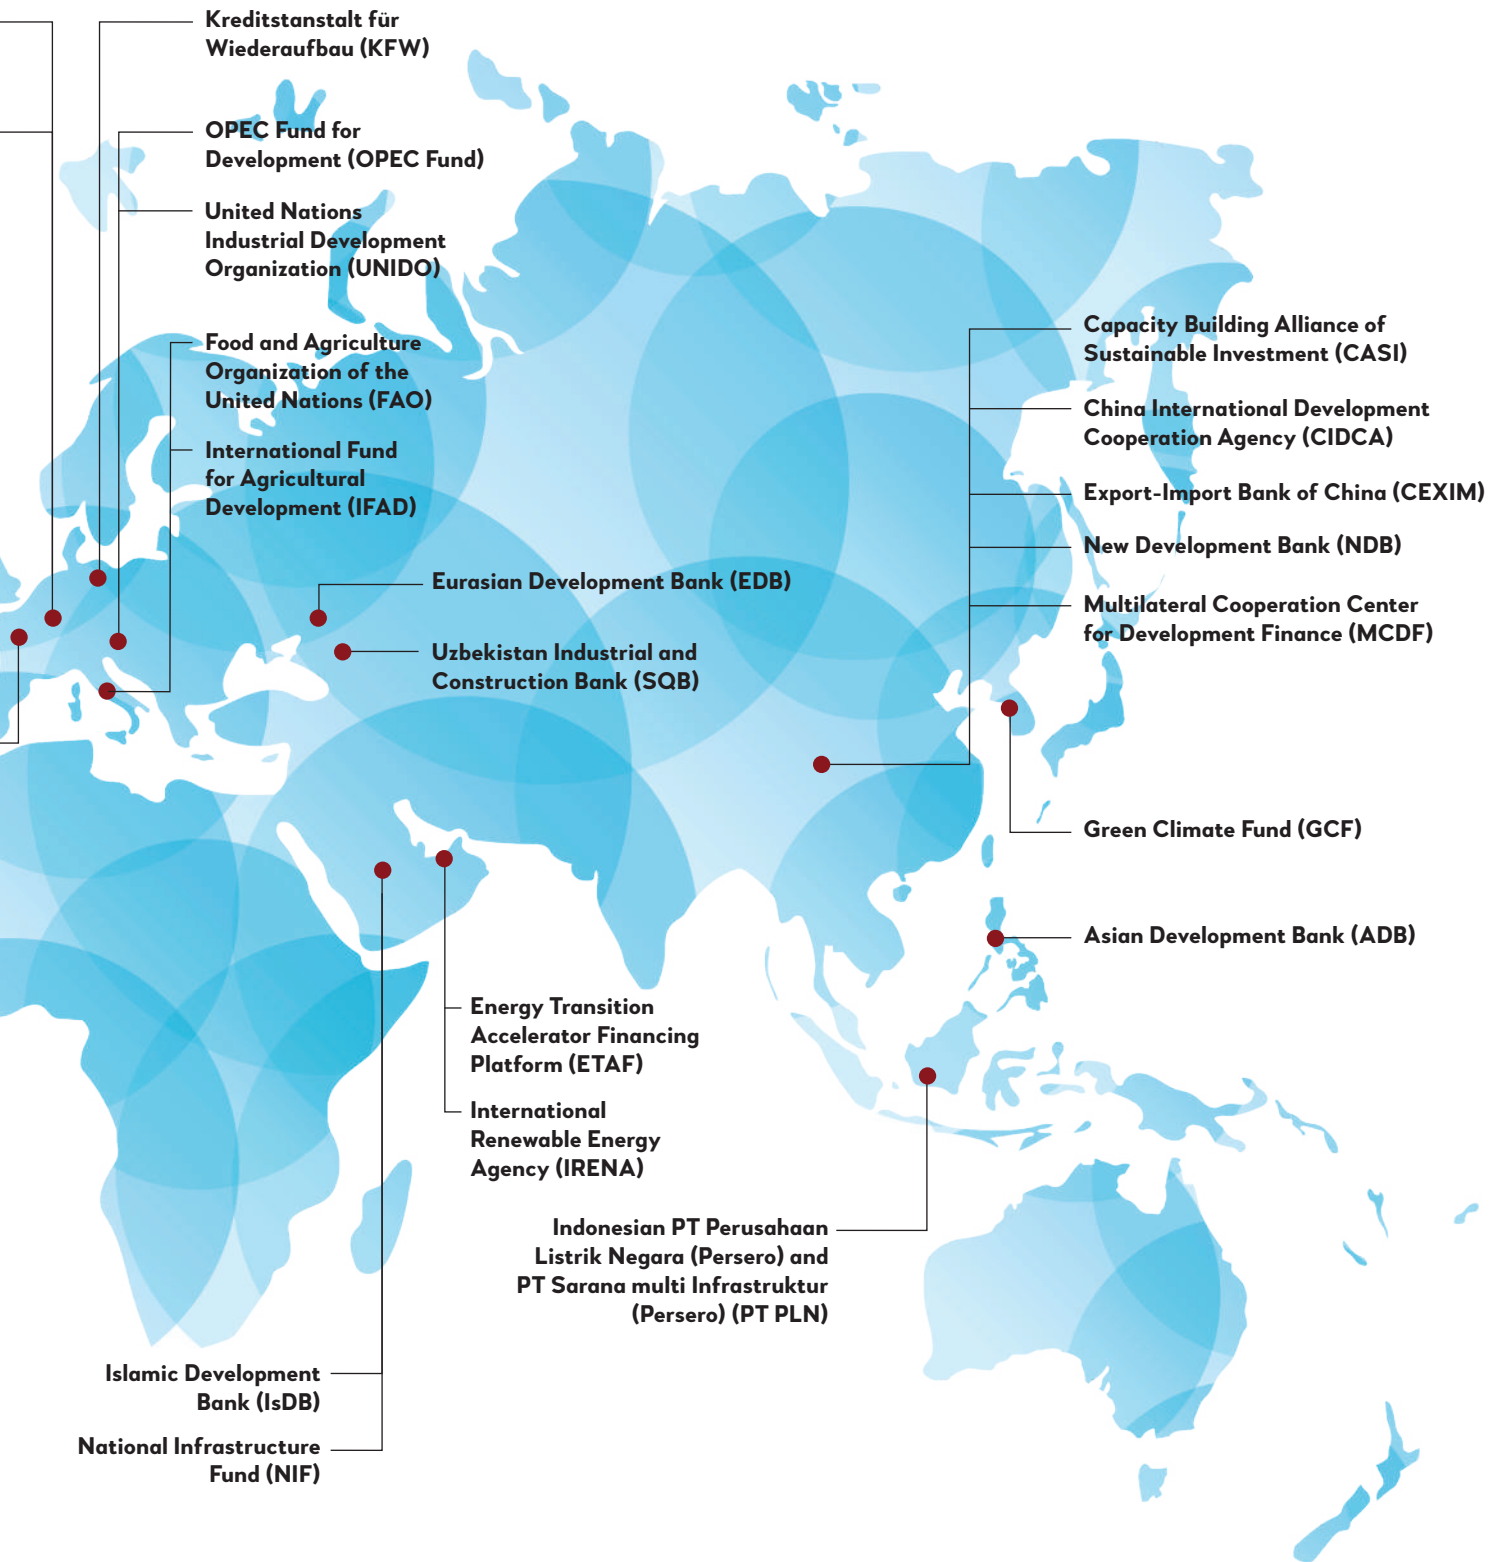 Kreditstanstalt für
Wiederaufbau (KFW)
OPEC Fund for
Development (OPEC Fund)
United Nations
Industrial Development
Organization (UNIDO)
Food and Agriculture
Organization of the
United Nations (FAO)
International Fund
for Agricultural
Development (IFAD)
Eurasian Development Bank (EDB)
Uzbekistan Industrial and
Construction Bank (SQB)
Capacity Building Alliance of
Sustainable Investment (CASI)
China International Development
Cooperation Agency (CIDCA)
Export-Import Bank of China (CEXIM)
New Development Bank (NDB)
Multilateral Cooperation Center
for Development Finance (MCDF)
Green Climate Fund (GCF)
Asian Development Bank (ADB)
Energy Transition
Accelerator Financing
Platform (ETAF)
International
Renewable Energy
Agency (IRENA)
Indonesian PT Perusahaan
Listrik Negara (Persero) and
PT Sarana multi Infrastruktur
(Persero) (PT PLN)
Islamic Development
Bank (IsDB)
National Infrastructure
Fund (NIF)